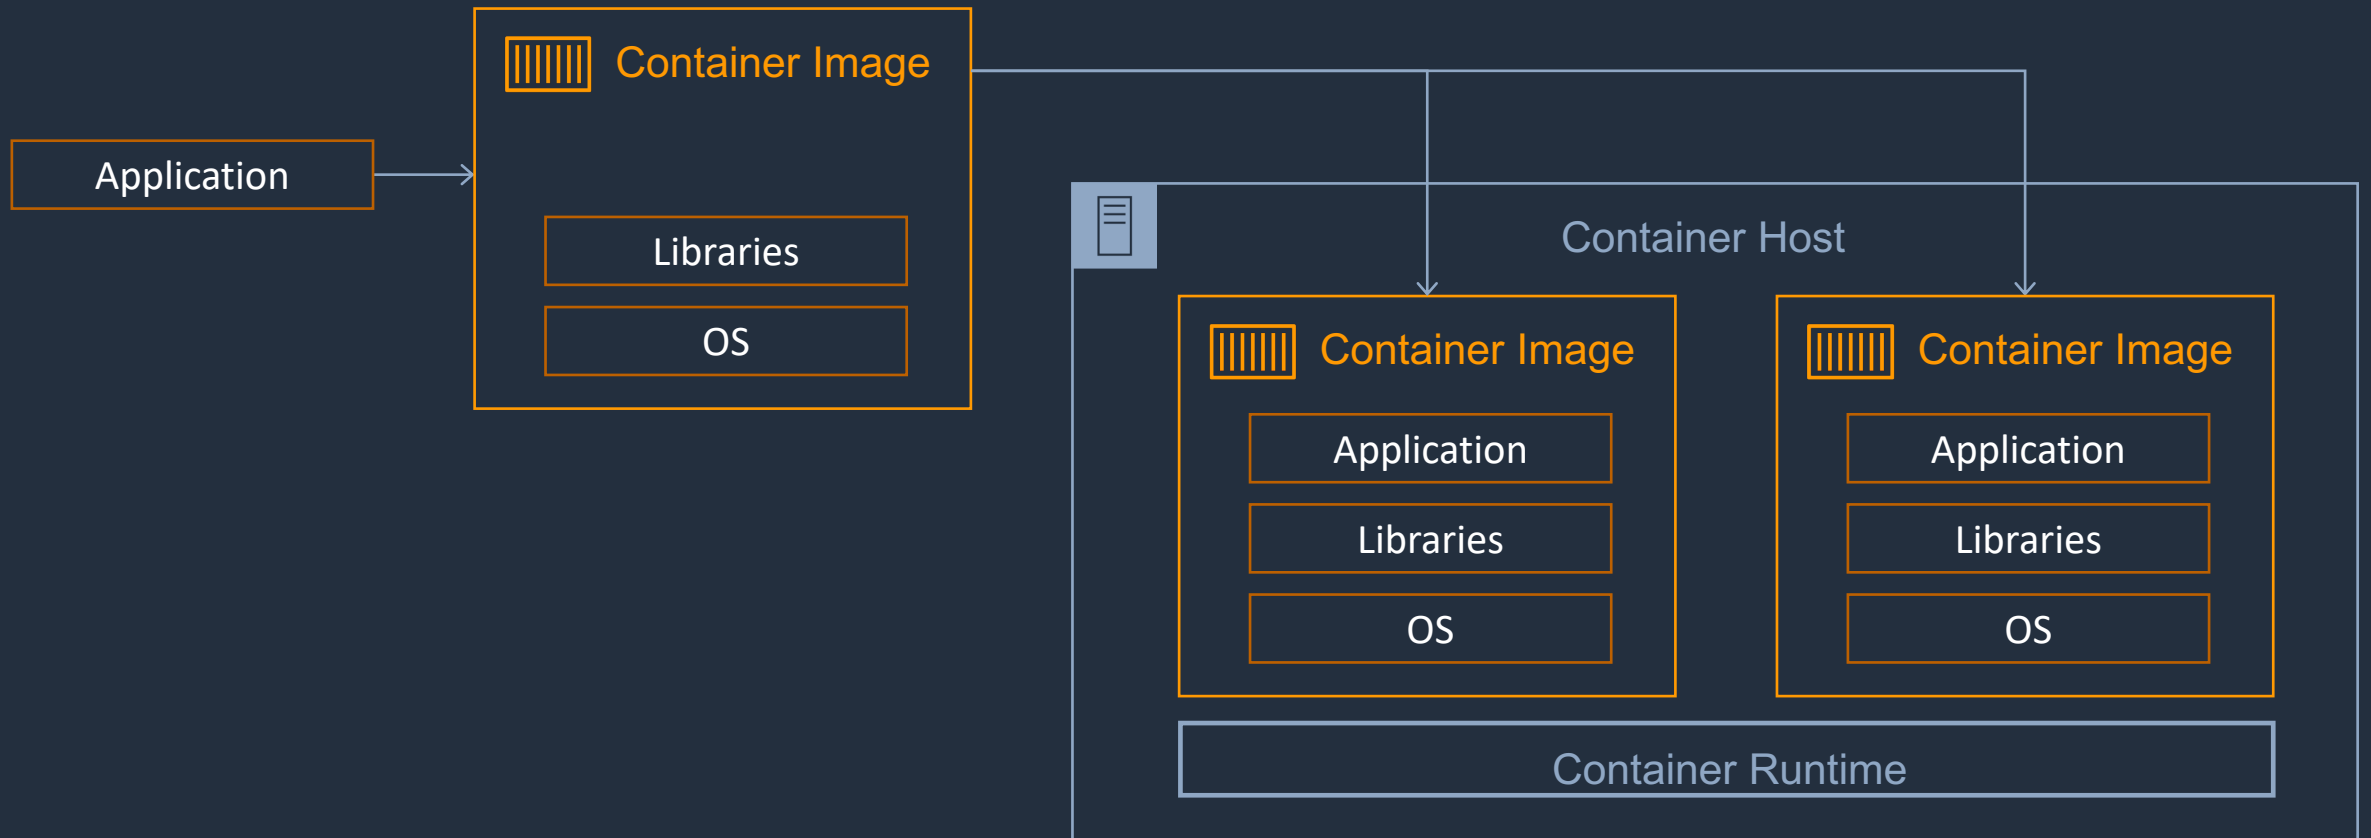 Container Image
Application
Libraries
OS
Container Host
Container Image
Application
Libraries
OS
Container Image
Application
Libraries
OS
Container Runtime